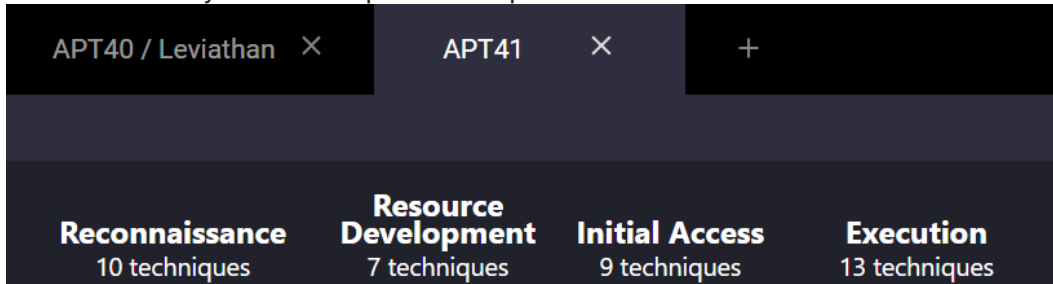 APT40 / Leviathan ×
APT41 ×
+
Reconnaissance
10 techniques
Resource
Development
7 techniques
Initial Access
9 techniques
Execution
13 techniques